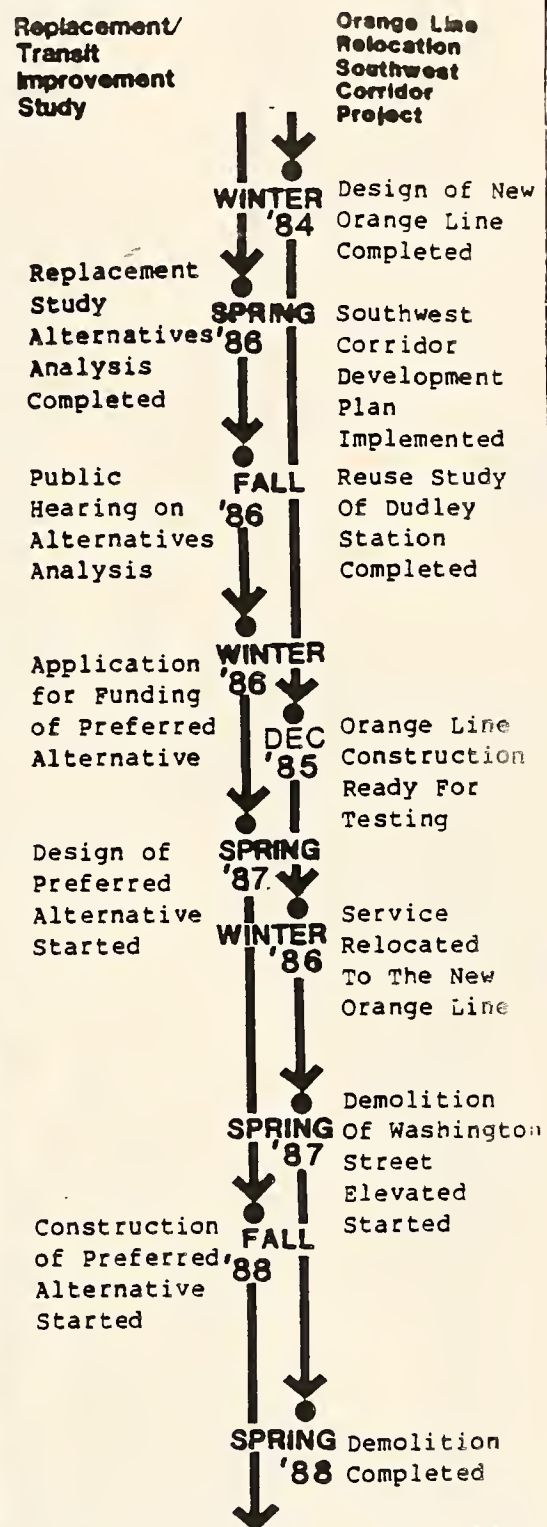 Replacement/
Transit
Improvement
Study
Orange Line
Relocation
Southwest
Corridor
Project
WINTER
'84
Design of New
Orange Line
Completed
Replacement
Study
Alternatives
Analysis
Completed
SPRING
'86
Southwest
Corridor
Development
Plan
Implemented
Public
Hearing on
Alternatives
Analysis
FALL
'86
Reuse Study
Of Dudley
Station
Completed
Application
for Funding
of Preferred
Alternative
WINTER
'86
DEC
'85
Orange Line
Construction
Ready For
Testing
Design of
Preferred
Alternative
Started
SPRING
'87
WINTER
'86
Service
Relocated
To The New
Orange Line
SPRING
'87
Demolition
Of Washington
Street
Elevated
Started
Construction
of Preferred
Alternative
Started
FALL
'88
SPRING
'88
Demolition
Completed